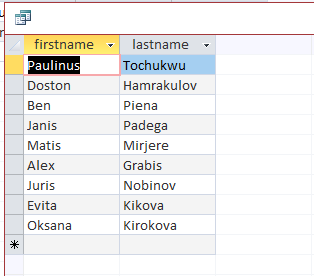 firstname lastname
Paulinus Tochukwu
Doston Hamrakulov
Ben Piena
Janis Padega
Matis Mirjere
Alex Grabis
Juris Nobinov
Evita Kikova
Oksana Kirokova